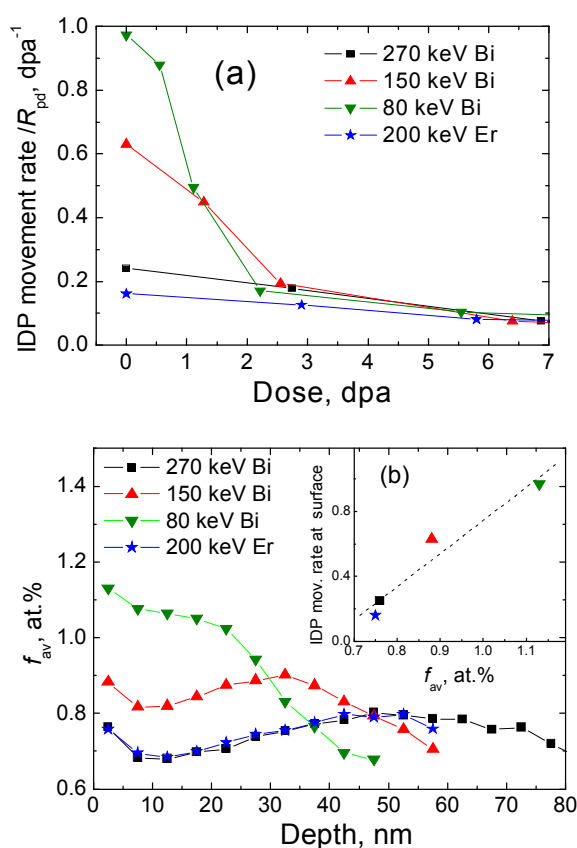 IDP movement rate /Rpd, dpa-1
1.0
0.8
0.6
0.4
0.2
0.0
(a)
270 keV Bi
150 keV Bi
80 keV Bi
200 keV Er
0 1 2 3 4 5 6 7
Dose, dpa
fav, at.%
1.4
1.2
1.0
0.8
0.6
270 keV Bi
150 keV Bi
80 keV Bi
200 keV Er
(b)
IDP mov. rate at surface
0.8
0.4
0.0
0.7 0.8 0.9 1.0 1.1
fav, at.%
0 10 20 30 40 50 60 70 80
Depth, nm